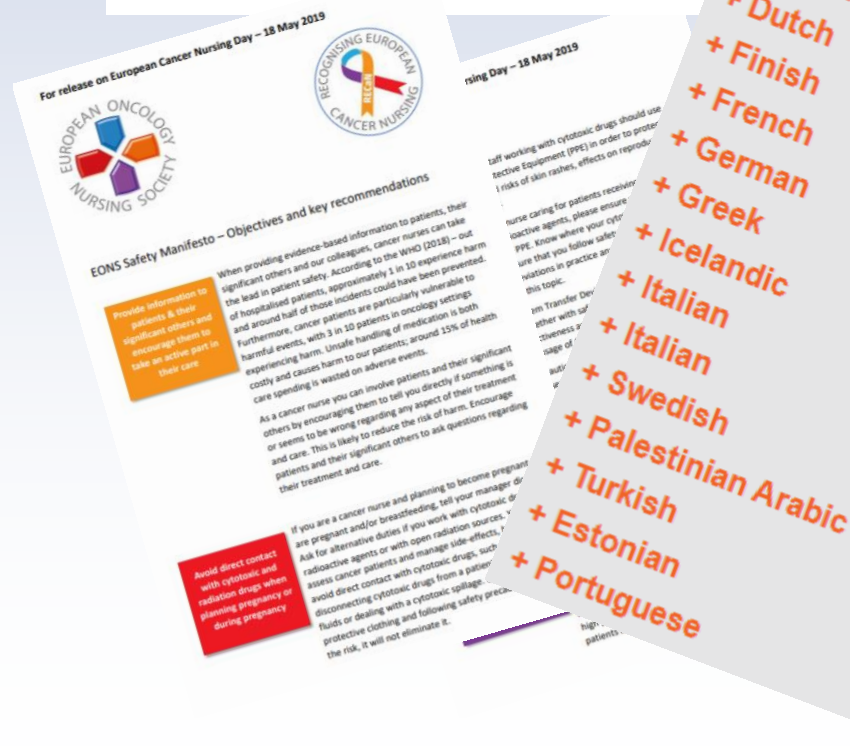 For release on European Cancer Nursing Day – 18 May 2019
EUROPEAN ONCOLOGY
NURSING SOCIETY
RECOGNISING EUROPEAN
CANCER NURSING
RECaN
EONS Safety Manifesto – Objectives and key recommendations
Provide information to
patients & their
significant others and
encourage them to
take an active part in
their care
When providing evidence-based information to patients, their
significant others and our colleagues, cancer nurses can take
the lead in patient safety. According to the WHO (2018) – out
of hospitalised patients, approximately 1 in 10 experience harm
and around half of those incidents could have been prevented.
Furthermore, cancer patients are particularly vulnerable to
harmful events, with 3 in 10 patients in oncology settings
experiencing harm. Unsafe handling of medication is both
costly and causes harm to our patients; around 15% of health
care spending is wasted on adverse events.
As a cancer nurse you can involve patients and their significant
others by encouraging them to tell you directly if something is
or seems to be wrong regarding any aspect of their treatment
and care. This is likely to reduce the risk of harm. Encourage
patients and their significant others to ask questions regarding
their treatment and care.
Avoid direct contact
with cytotoxic and
radiation drugs when
planning pregnancy or
during pregnancy
If you are a cancer nurse and planning to become pregnant
are pregnant and/or breastfeeding, tell your manager
Ask for alternative duties if you work with cytotoxic
radioactive agents or with open radiation sources.
assess cancer patients and manage side-effects,
avoid direct contact with cytotoxic drugs, such
disconnecting cytotoxic drugs from a patient
fluids or dealing with a cytotoxic spillage.
protective clothing and following safety
the risk, it will not eliminate it.
rsing Day – 18 May 2019
taff working with cytotoxic drugs should use
tective Equipment (PPE) in order to protec
risks of skin rashes, effects on reprodu
nurse caring for patients receiving
ioactive agents, please ensure
PPE. Know where your cyto
ure that you follow safet
viations in practice an
this topic.
em Transfer De
ether with saf
ctiveness a
sage of
high
patients
+ Dutch
+ Finish
+ French
+ German
+ Greek
+ Icelandic
+ Italian
+ Italian
+ Swedish
+ Palestinian Arabic
+ Turkish
+ Estonian
+ Portuguese